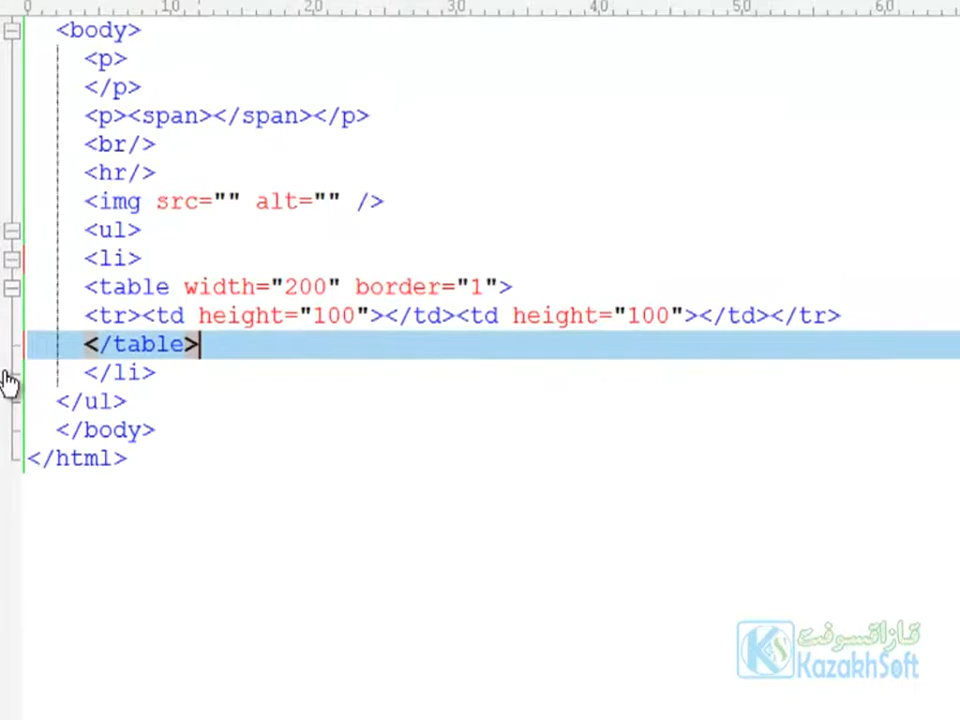 0 10 20 30 40 50 60
<body>
<p>
</p>
<p><span></span></p>
<br/>
<hr/>
<img src="" alt="" />
<ul>
<li>
<table width="200" border="1">
<tr><td height="100"></td><td height="100"></td></tr>
</table>
</li>
</ul>
</body>
</html>
قازاقسوفت
KS KazakhSoft